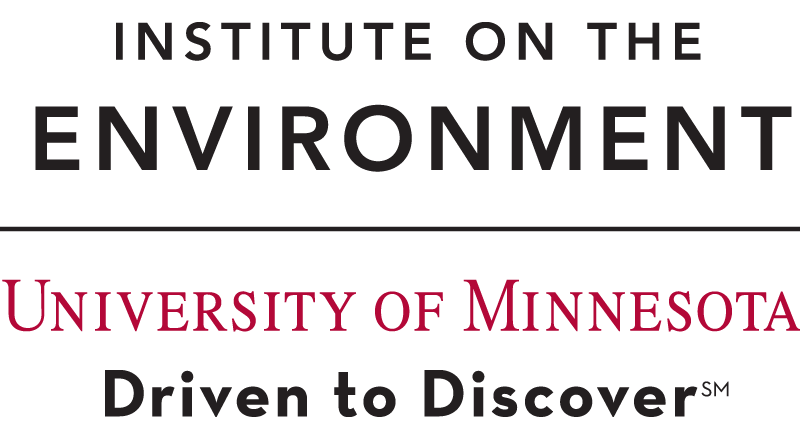 INSTITUTE ON THE
ENVIRONMENT
UNIVERSITY OF MINNESOTA
Driven to Discover℠